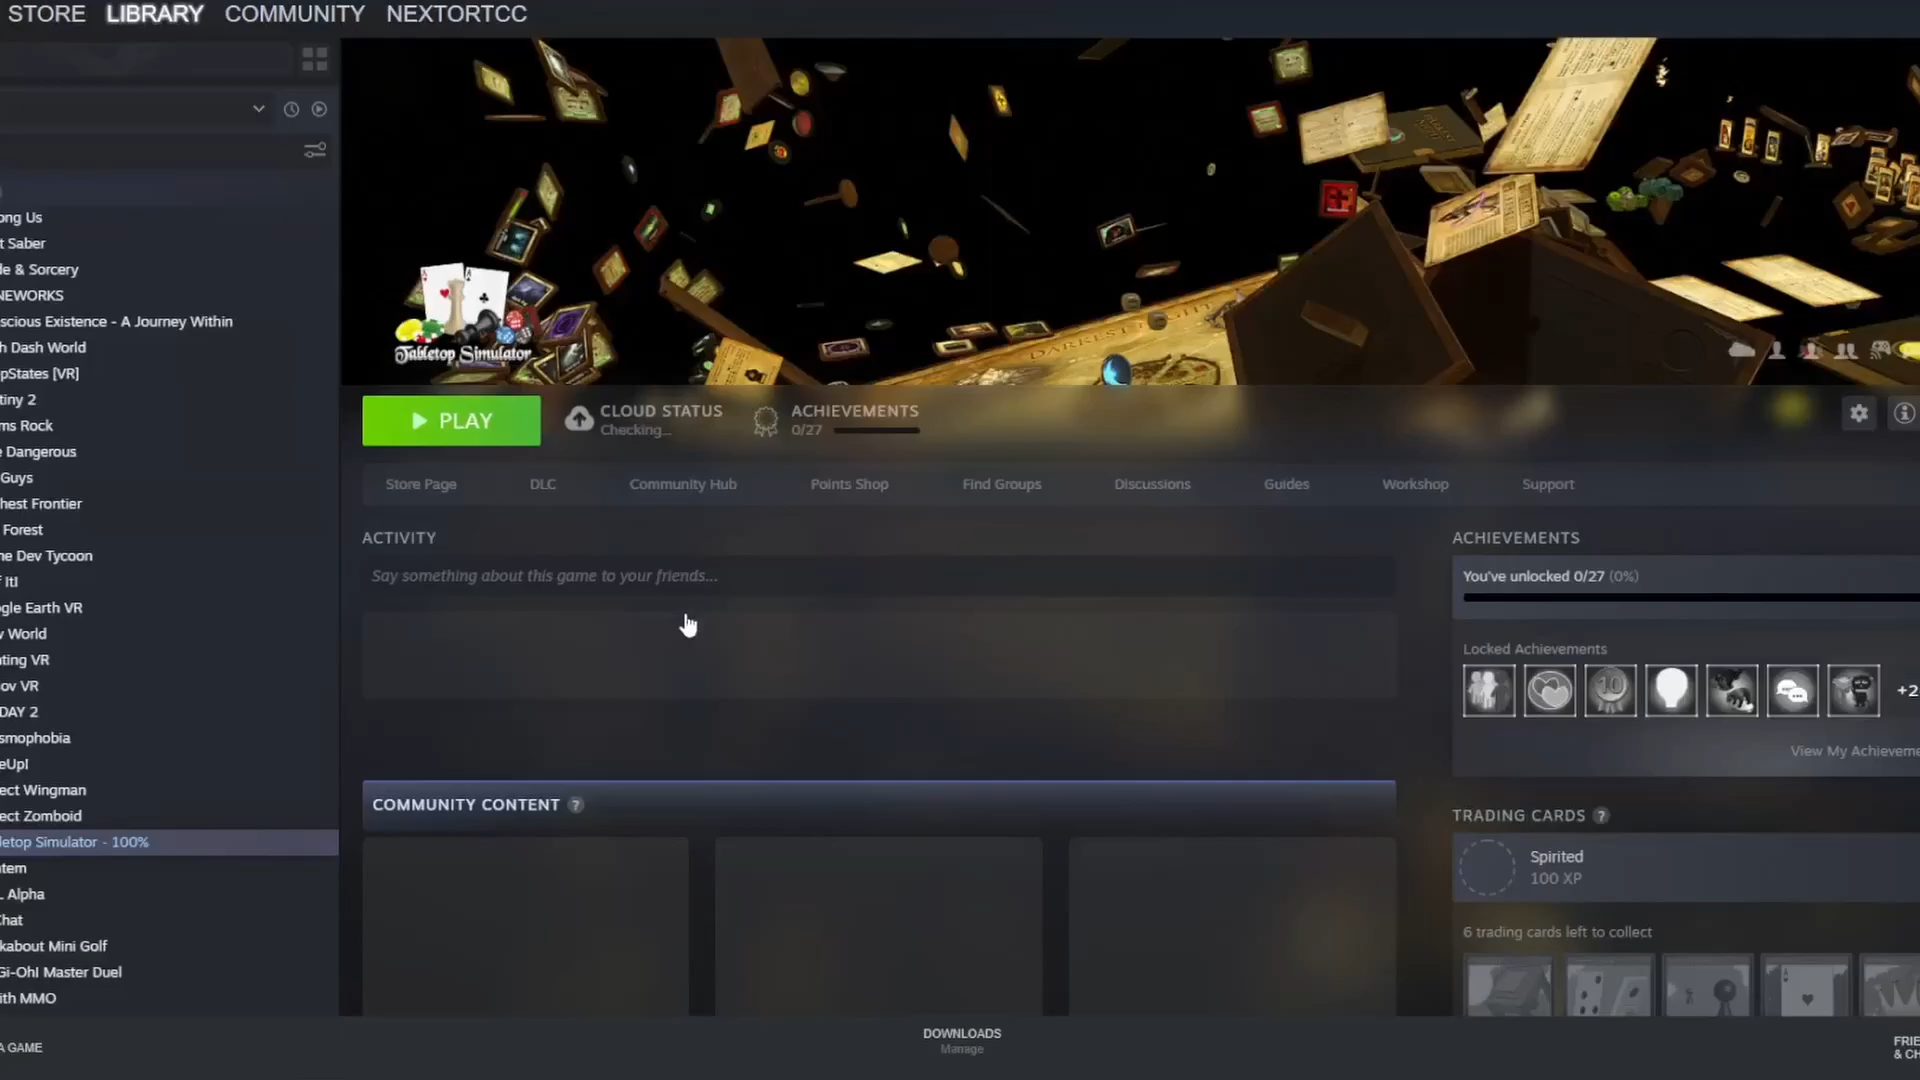 STORE LIBRARY COMMUNITY NEXTORTCC
ong Us
t Saber
le & Sorcery
NEWORKS
scious Existence - A Journey Within
h Dash World
pStates [VR]
tiny 2
ms Rock
e Dangerous
Guys
hest Frontier
Forest
ne Dev Tycoon
f It!
gle Earth VR
v World
iting VR
ov VR
DAY 2
smophobia
eUp!
ect Wingman
ect Zomboid
letop Simulator - 100%
tem
L Alpha
Chat
kabout Mini Golf
Gi-Oh! Master Duel
ith MMO
A GAME
Tabletop Simulator
DARKEST NIGHT
PLAY
CLOUD STATUS
Checking...
ACHIEVEMENTS
0/27
Store Page DLC Community Hub Points Shop Find Groups Discussions Guides Workshop Support
ACTIVITY
Say something about this game to your friends...
COMMUNITY CONTENT ?
ACHIEVEMENTS
You've unlocked 0/27 (0%)
Locked Achievements
10
+2
View My Achieveme
TRADING CARDS ?
Spirited
100 XP
6 trading cards left to collect
DOWNLOADS
Manage
FRIE
& CH